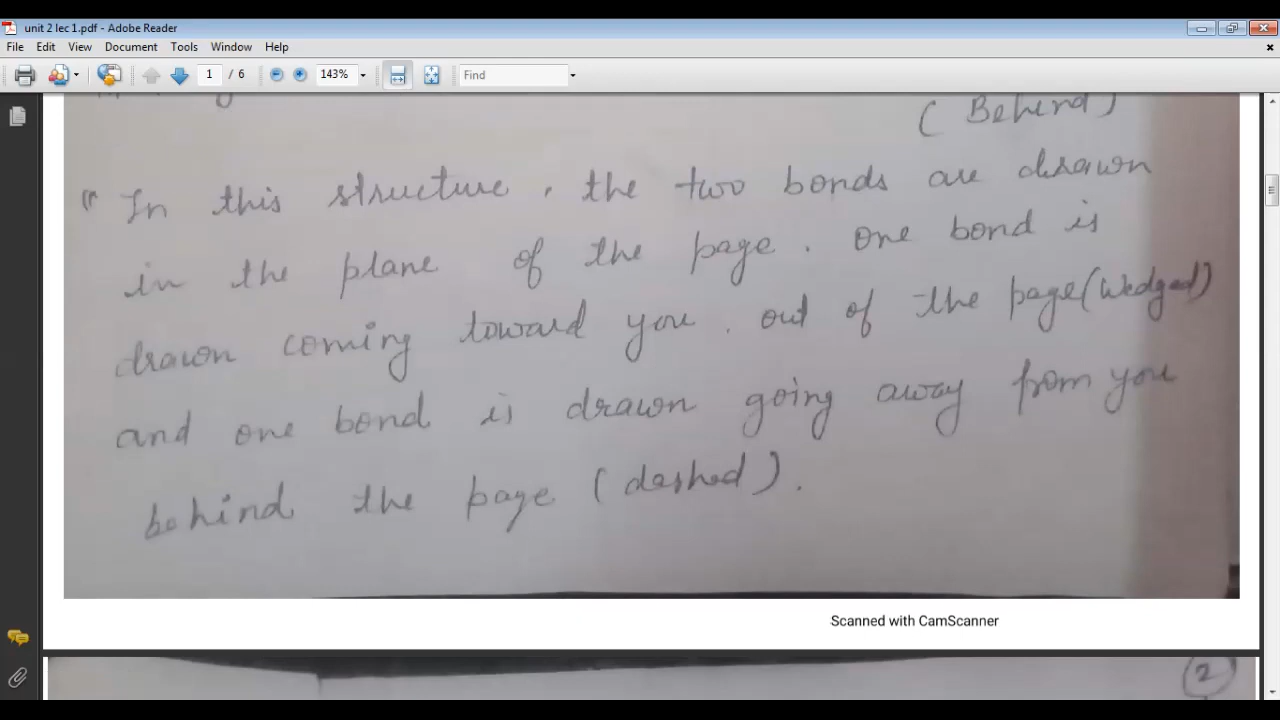 unit 2 lec 1.pdf - Adobe Reader
File Edit View Document Tools Window Help
1 / 6 143% Find
( Behind )
" In this structure, the two bonds are drawn
in the plane of the page. One bond is
drawn coming toward you, out of the page (Wedged)
and one bond is drawn going away from you
behind the page (dashed).
Scanned with CamScanner
2